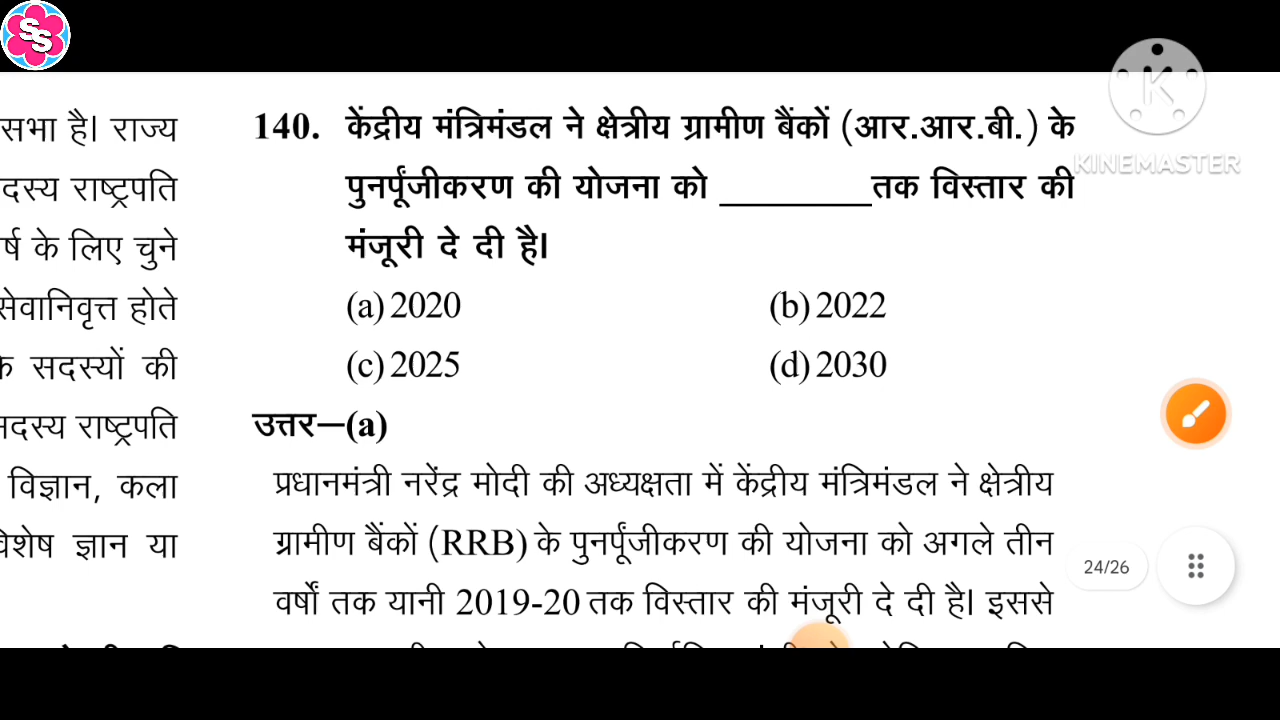 SS
KINEMASTER
सभा है। राज्य
दस्य राष्ट्रपति
र्ष के लिए चुने
सेवानिवृत्त होते
के सदस्यों की
सदस्य राष्ट्रपति
विज्ञान, कला
विशेष ज्ञान या
140. केंद्रीय मंत्रिमंडल ने क्षेत्रीय ग्रामीण बैंकों (आर.आर.बी.) के
पुनर्पूंजीकरण की योजना को ________तक विस्तार की
मंजूरी दे दी है।
(a) 2020 (b) 2022
(c) 2025 (d) 2030
उत्तर—(a)
प्रधानमंत्री नरेंद्र मोदी की अध्यक्षता में केंद्रीय मंत्रिमंडल ने क्षेत्रीय
ग्रामीण बैंकों (RRB) के पुनर्पूंजीकरण की योजना को अगले तीन
वर्षों तक यानी 2019-20 तक विस्तार की मंजूरी दे दी है। इससे
24/26